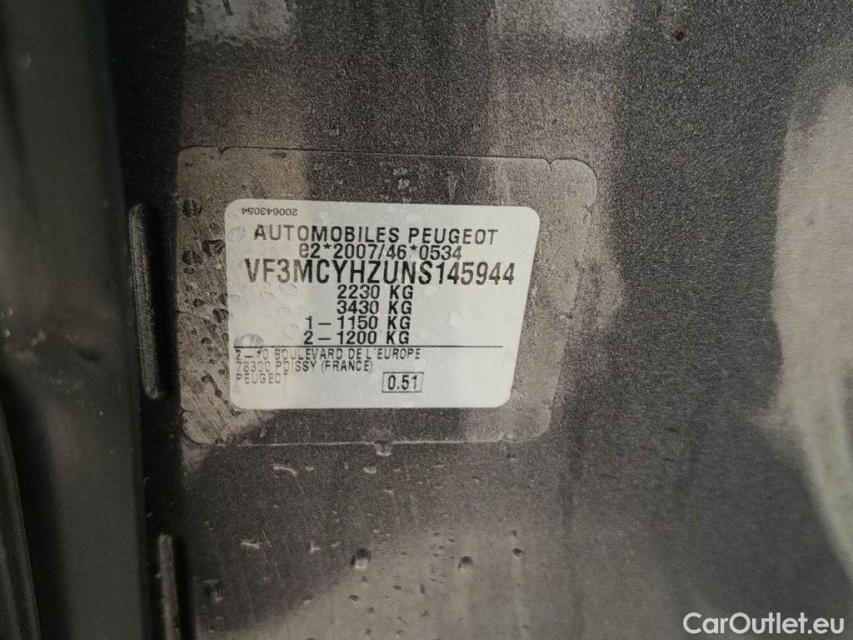 200643054
AUTOMOBILES PEUGEOT
e2*2007/46*0534
VF3MCYHZUNS145944
2230 KG
3430 KG
1-1150 KG
2-1200 KG
2-10 BOULEVARD DE L'EUROPE
78300 POISSY (FRANCE)
PEUGEOT
0.51
CarOutlet.eu